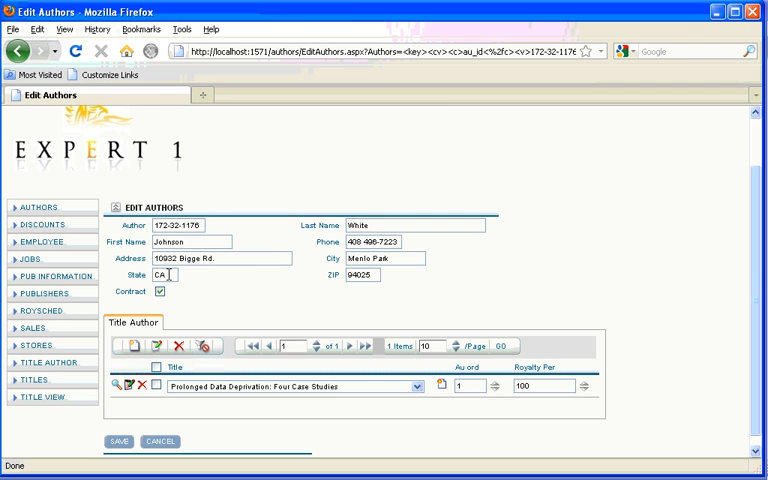 Edit Authors - Mozilla Firefox
File Edit View History Bookmarks Tools Help
http://localhost:1571/authors/EditAuthors.aspx?Authors=<key><cv><c>au_id<%2fc><v>172-32-1176 Google
Most Visited Customize Links
Edit Authors
EXPERT 1
AUTHORS
DISCOUNTS
EMPLOYEE
JOBS
PUB INFORMATION
PUBLISHERS
ROYSCHED
SALES
STORES
TITLE AUTHOR
TITLES
TITLE VIEW
EDIT AUTHORS
Author 172-32-1176 Last Name White
First Name Johnson Phone 408 496-7223
Address 10932 Bigge Rd. City Menlo Park
State CA ZIP 94025
Contract
Title Author
1 of 1 1 Items 10 /Page GO
Title Au ord Royalty Per
Prolonged Data Deprivation: Four Case Studies 1 100
SAVE CANCEL
Done